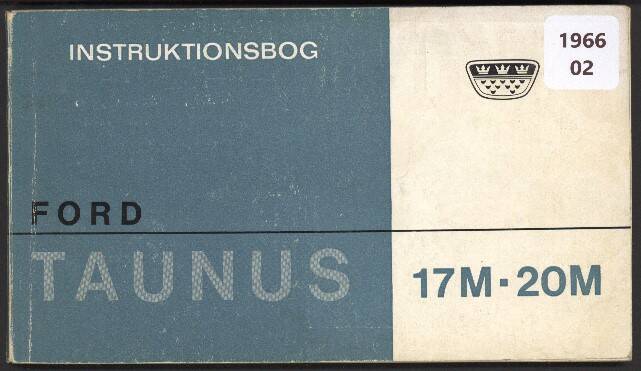 INSTRUKTIONSBOG
1966
02
FORD
TAUNUS
17M·20M